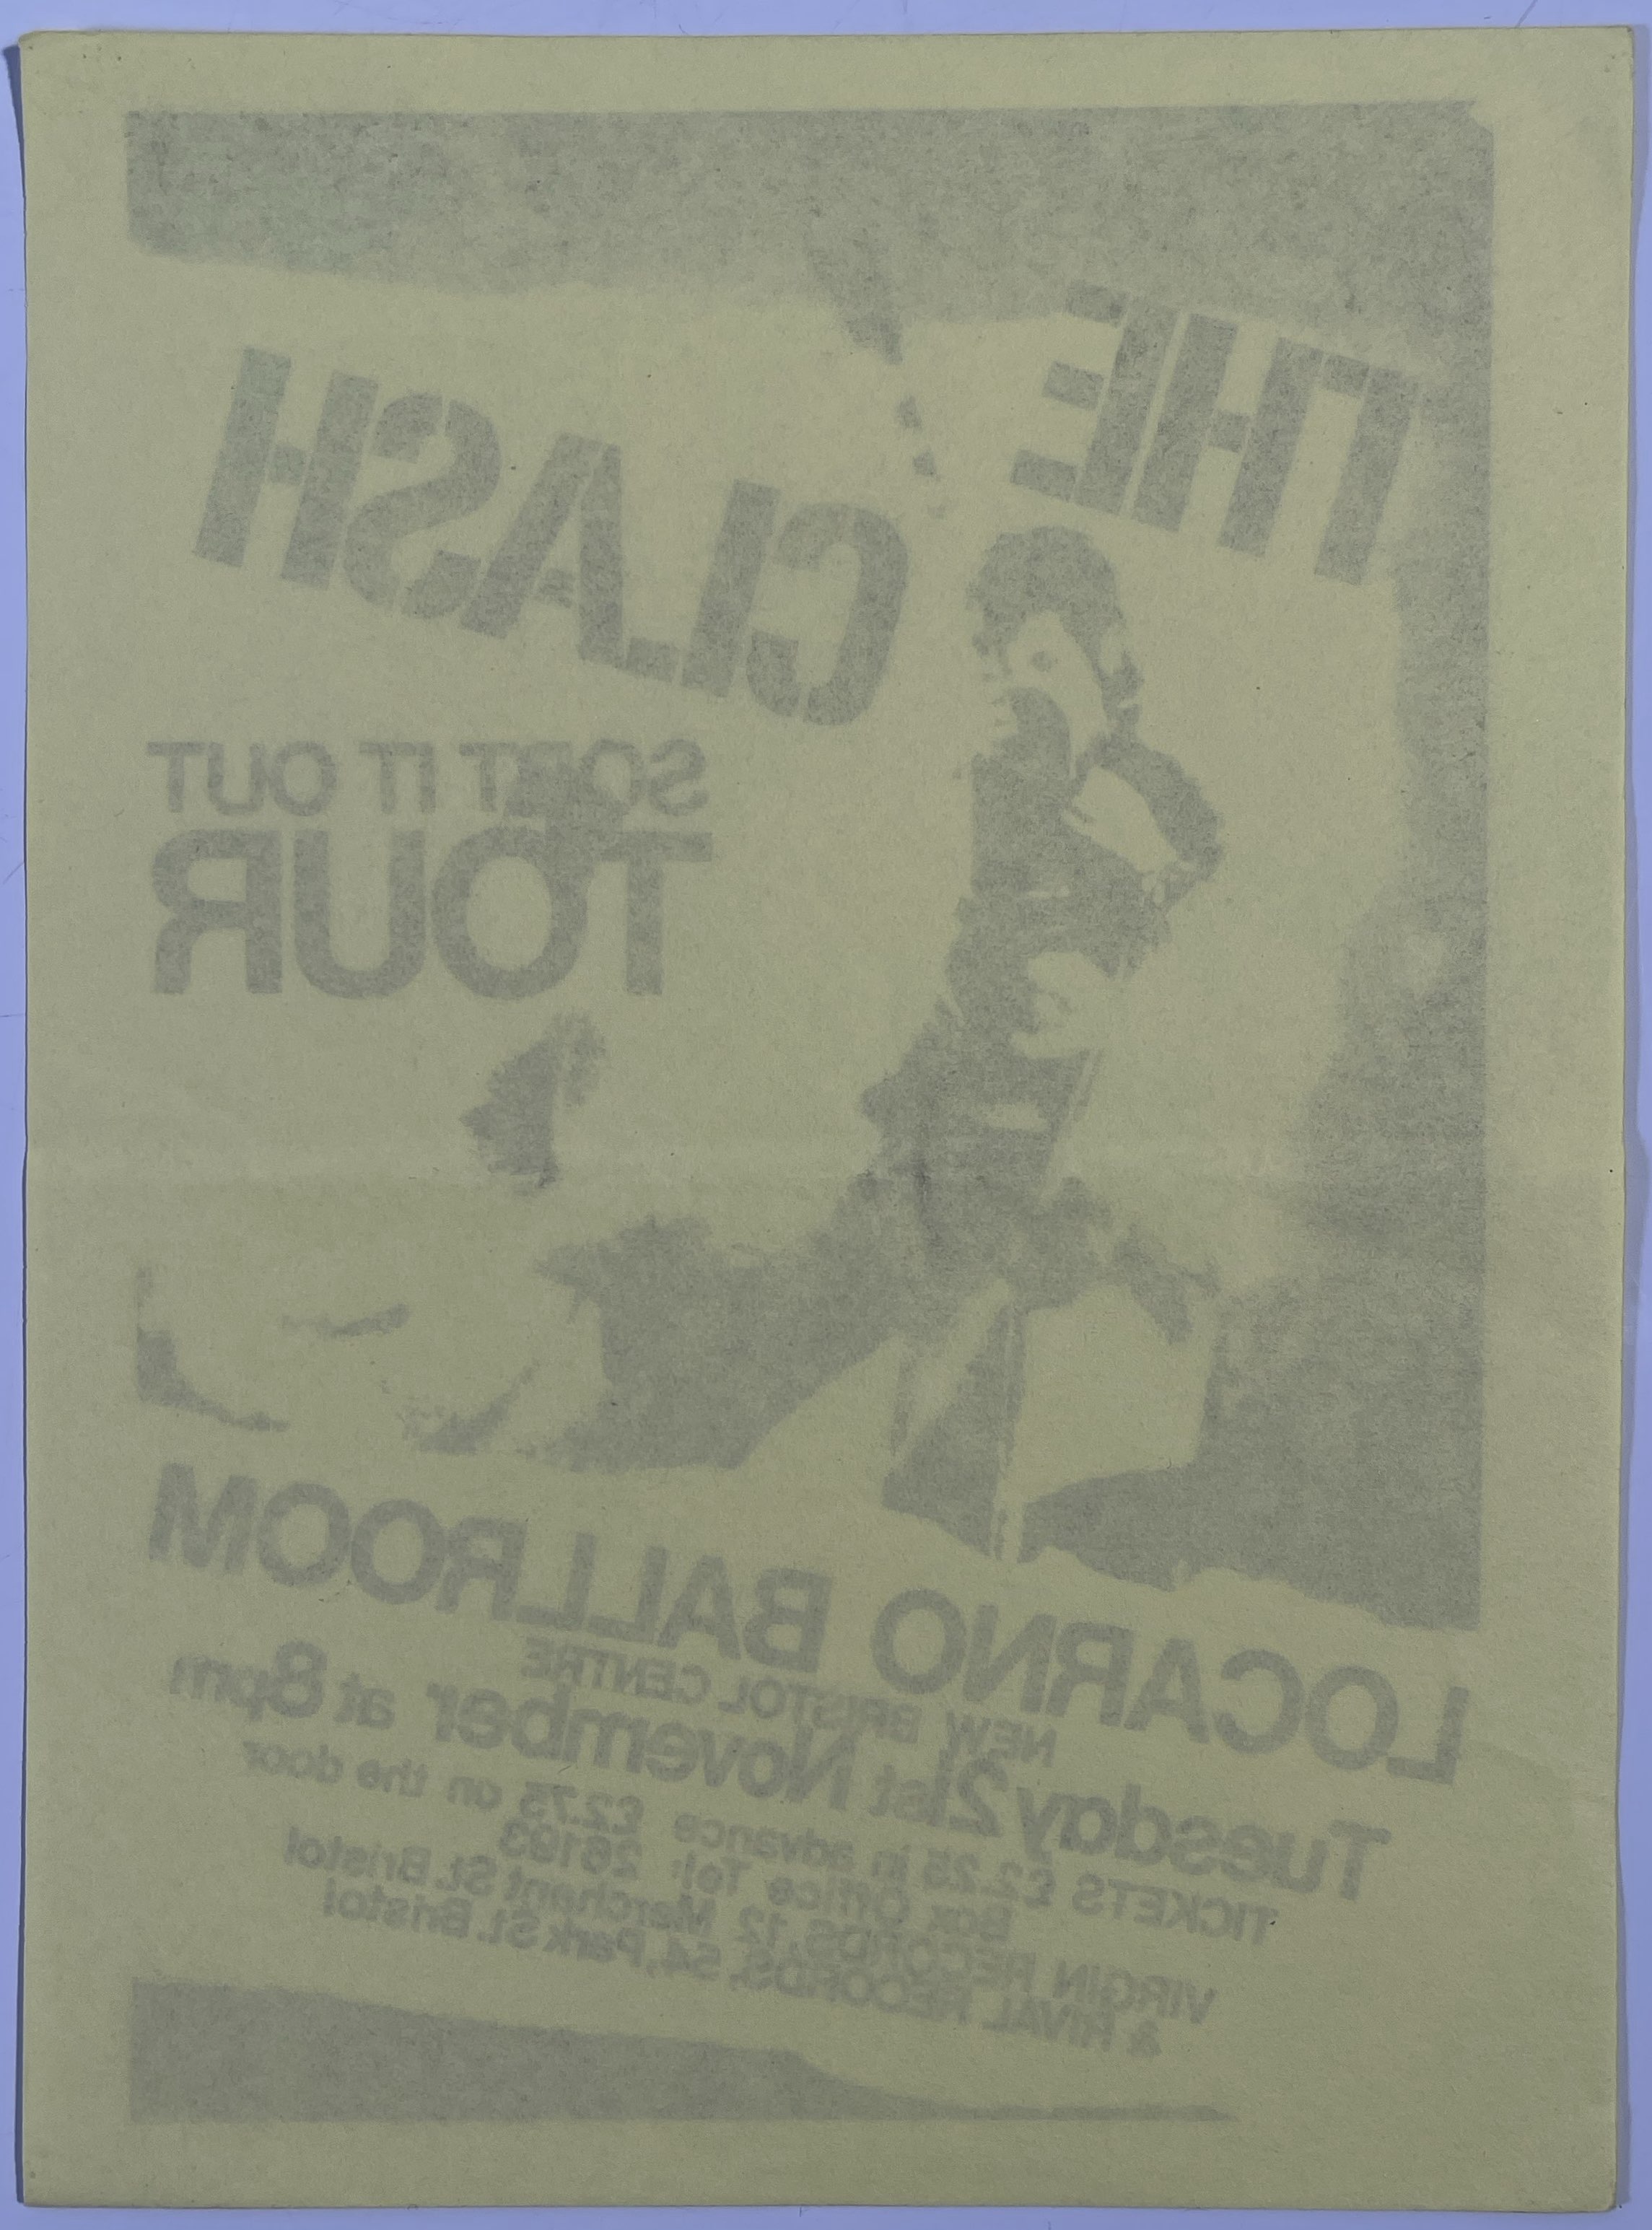 THE
CLASH
SORT IT OUT
TOUR
LOCARNO BALLROOM
NEW BRISTOL CENTRE
Tuesday 21st November at 8pm
TICKETS £2.25 in advance £2.75 on the door
Box Office Tel: 26193
VIRGIN RECORDS, 12 Merchant St. Bristol
& RIVAL RECORDS, 54, Park St. Bristol